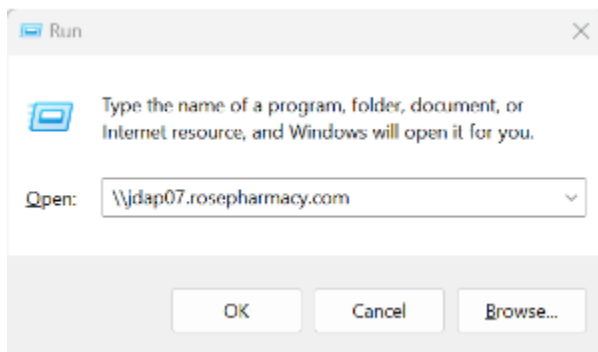 Run
Type the name of a program, folder, document, or
Internet resource, and Windows will open it for you.
Open: \\jdap07.rosepharmacy.com
OK Cancel Browse...